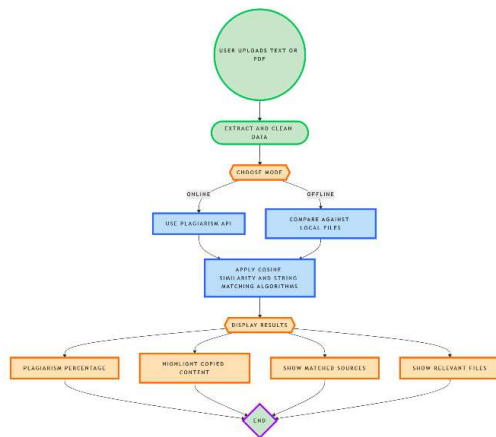 USER UPLOADS TEXT OR
PDF
EXTRACT AND CLEAN
DATA
CHOOSE MODE
ONLINE
OFFLINE
USE PLAGIARISM API
COMPARE AGAINST
LOCAL FILES
APPLY COSINE
SIMILARITY AND STRING
MATCHING ALGORITHMS
DISPLAY RESULTS
PLAGIARISM PERCENTAGE
HIGHLIGHT COPIED
CONTENT
SHOW MATCHED SOURCES
SHOW RELEVANT FILES
END